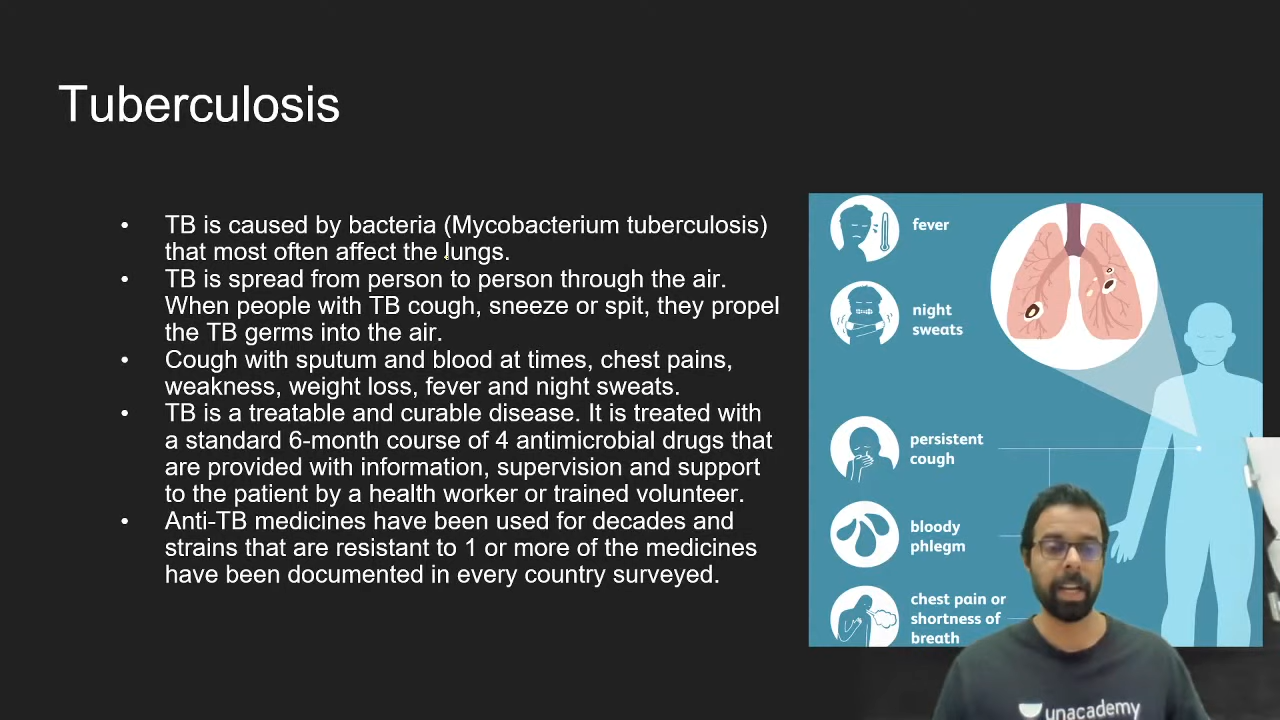 Tuberculosis
• TB is caused by bacteria (Mycobacterium tuberculosis)
that most often affect the lungs.
• TB is spread from person to person through the air.
When people with TB cough, sneeze or spit, they propel
the TB germs into the air.
• Cough with sputum and blood at times, chest pains,
weakness, weight loss, fever and night sweats.
• TB is a treatable and curable disease. It is treated with
a standard 6-month course of 4 antimicrobial drugs that
are provided with information, supervision and support
to the patient by a health worker or trained volunteer.
• Anti-TB medicines have been used for decades and
strains that are resistant to 1 or more of the medicines
have been documented in every country surveyed.
fever
night
sweats
persistent
cough
bloody
phlegm
chest pain or
shortness of
breath
unacademy